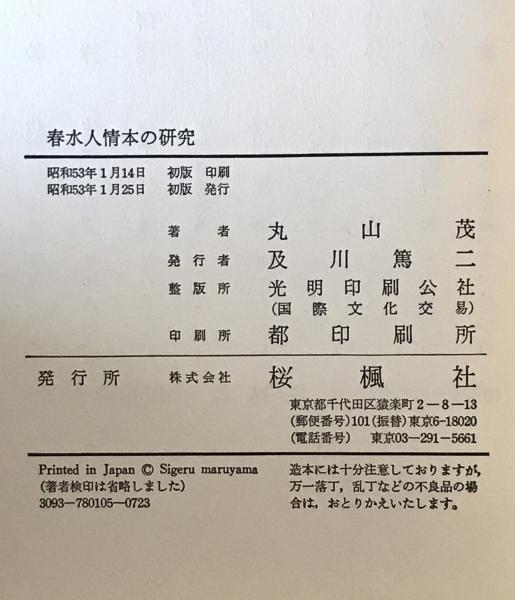 春水人情本の研究
昭和53年1月14日 初版 印刷
昭和53年1月25日 初版 発行
著者 丸山茂
発行者 及川篤二
整版所 光明印刷公社
(国際文化交易)
印刷所 都印刷所
発行所 株式会社 桜楓社
東京都千代田区猿楽町2－8－13
(郵便番号)101(振替)東京6-18020
(電話番号) 東京03－291－5661
Printed in Japan © Sigeru maruyama
(著者検印は省略しました)
3093-780105-0723
造本には十分注意しておりますが，
万一落丁，乱丁などの不良品の場
合は，おとりかえいたします。